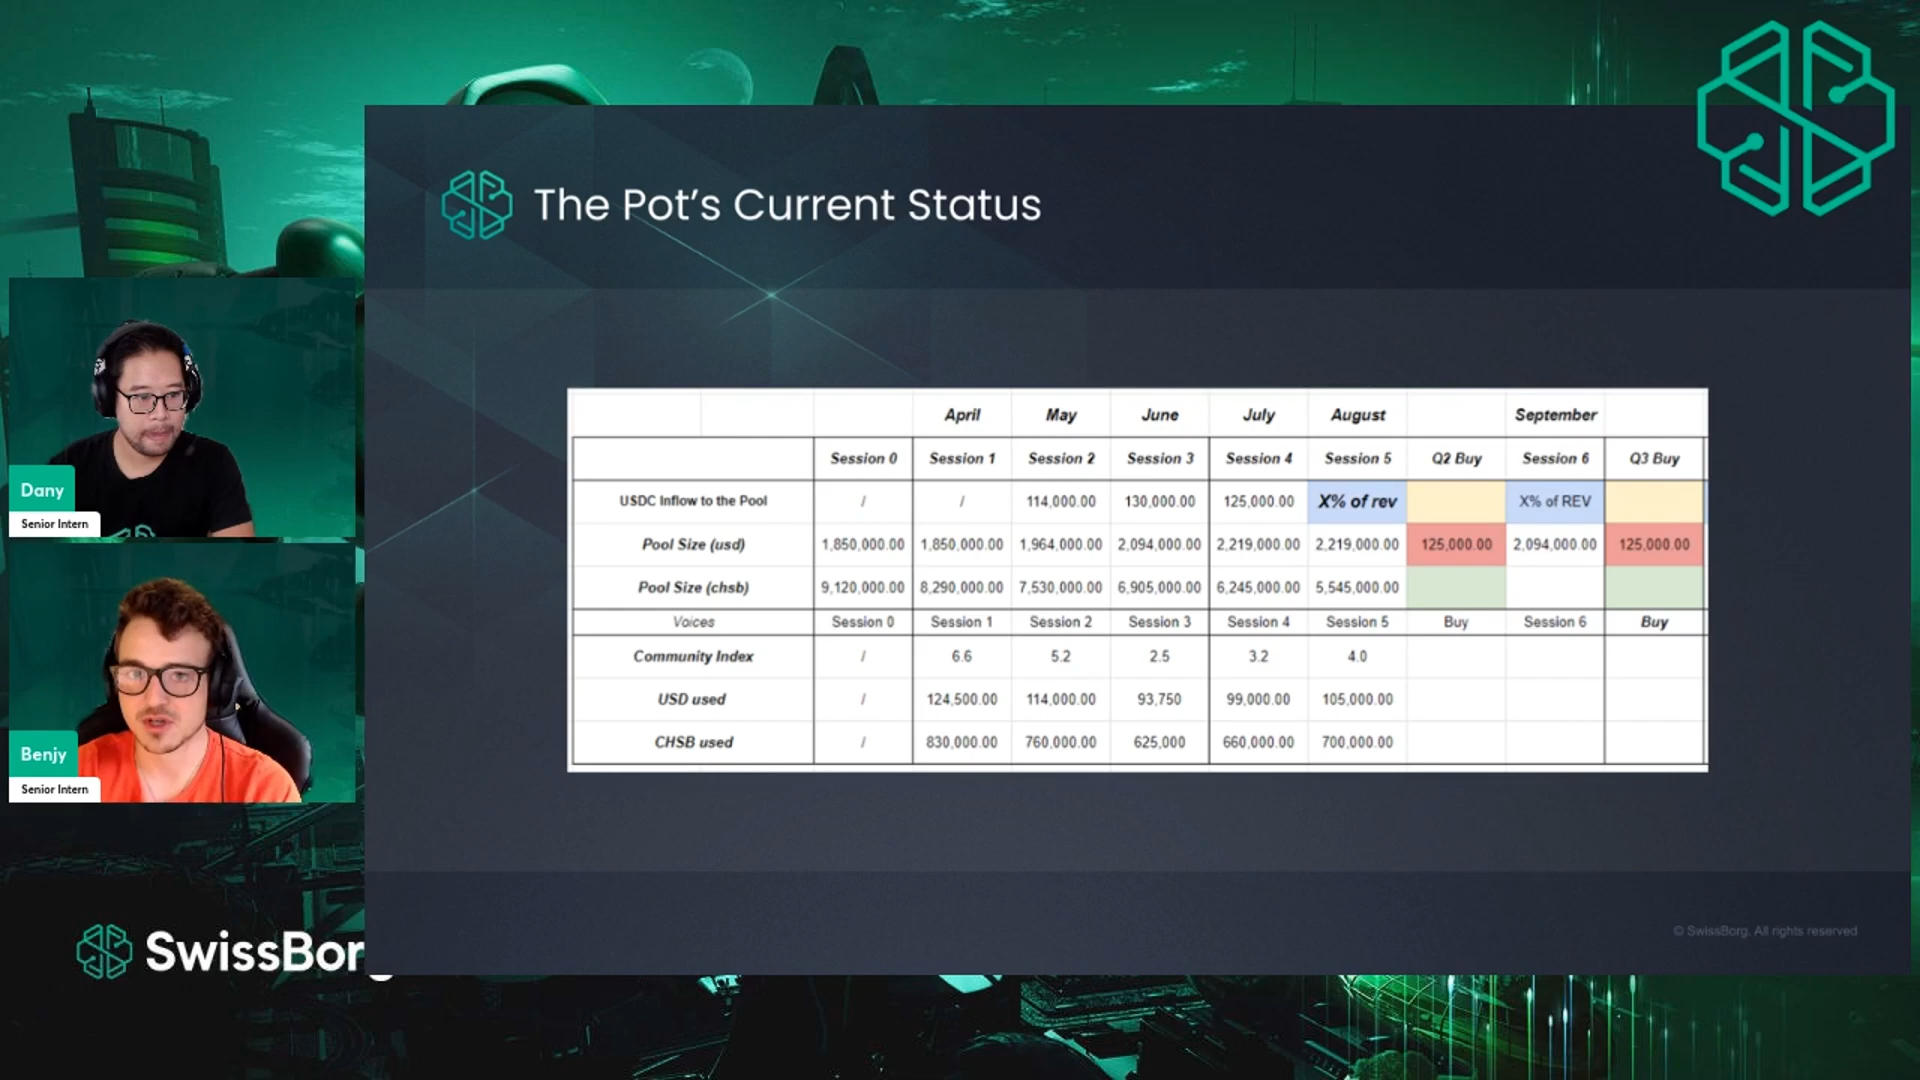 The Pot's Current Status
April May June July August September
Session 0 Session 1 Session 2 Session 3 Session 4 Session 5 Q2 Buy Session 6 Q3 Buy
USDC Inflow to the Pool / / 114,000.00 130,000.00 125,000.00 X% of rev X% of REV
Pool Size (usd) 1,850,000.00 1,850,000.00 1,964,000.00 2,094,000.00 2,219,000.00 2,219,000.00 125,000.00 2,094,000.00 125,000.00
Pool Size (chsb) 9,120,000.00 8,290,000.00 7,530,000.00 6,905,000.00 6,245,000.00 5,545,000.00
Voices Session 0 Session 1 Session 2 Session 3 Session 4 Session 5 Buy Session 6 Buy
Community Index / 6.6 5.2 2.5 3.2 4.0
USD used / 124,500.00 114,000.00 93,750 99,000.00 105,000.00
CHSB used / 830,000.00 760,000.00 625,000 660,000.00 700,000.00
Dany
Senior Intern
Benjy
Senior Intern
SwissBor
© SwissBorg. All rights reserved